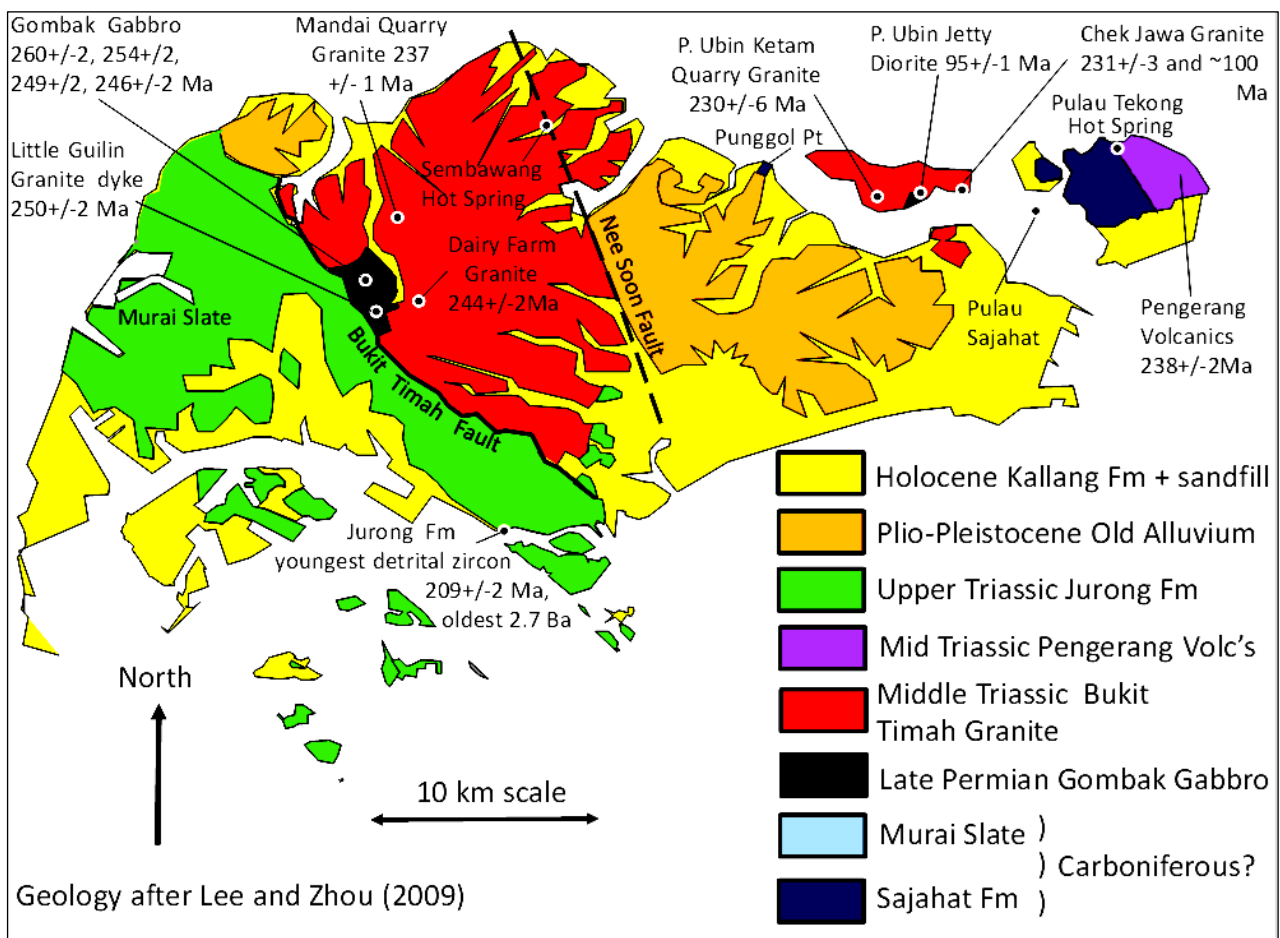 Gombak Gabbro
260+/-2, 254+/2,
249+/2, 246+/-2 Ma
Mandai Quarry
Granite 237
+/- 1 Ma
P. Ubin Ketam
Quarry Granite
230+/-6 Ma
P. Ubin Jetty
Diorite 95+/-1 Ma
Chek Jawa Granite
231+/-3 and ~100
Ma
Pulau Tekong
Hot Spring
Punggol Pt
Little Guilin
Granite dyke
250+/-2 Ma
Sembawang
Hot Spring
Dairy Farm
Granite
244+/-2Ma
Nee Soon Fault
Murai Slate
Bukit Timah Fault
Pulau
Sajahat
Pengerang
Volcanics
238+/-2Ma
Jurong Fm
youngest detrital zircon
209+/-2 Ma,
oldest 2.7 Ba
North
10 km scale
Geology after Lee and Zhou (2009)
Holocene Kallang Fm + sandfill
Plio-Pleistocene Old Alluvium
Upper Triassic Jurong Fm
Mid Triassic Pengerang Volc's
Middle Triassic Bukit
Timah Granite
Late Permian Gombak Gabbro
Murai Slate )
) Carboniferous?
Sajahat Fm )